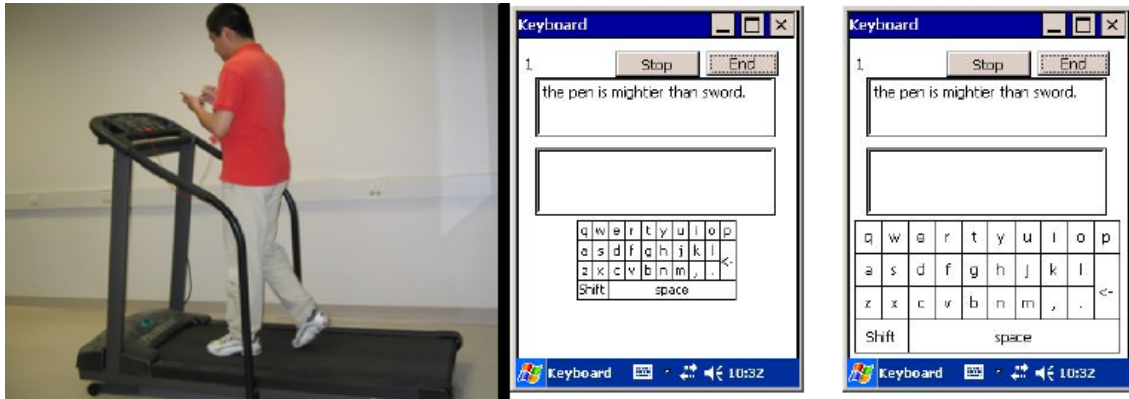 Keyboard
1 Stop End
the pen is mightier than sword.
q w e r t y u i o p
a s d f g h j k l
z x c v b n m , . <-
Shift space
Keyboard 10:32
Keyboard
1 Stop End
the pen is mightier than sword.
q w e r t y u i o p
a s d f g h j k l
z x c v b n m , . <-
Shift space
Keyboard 10:32